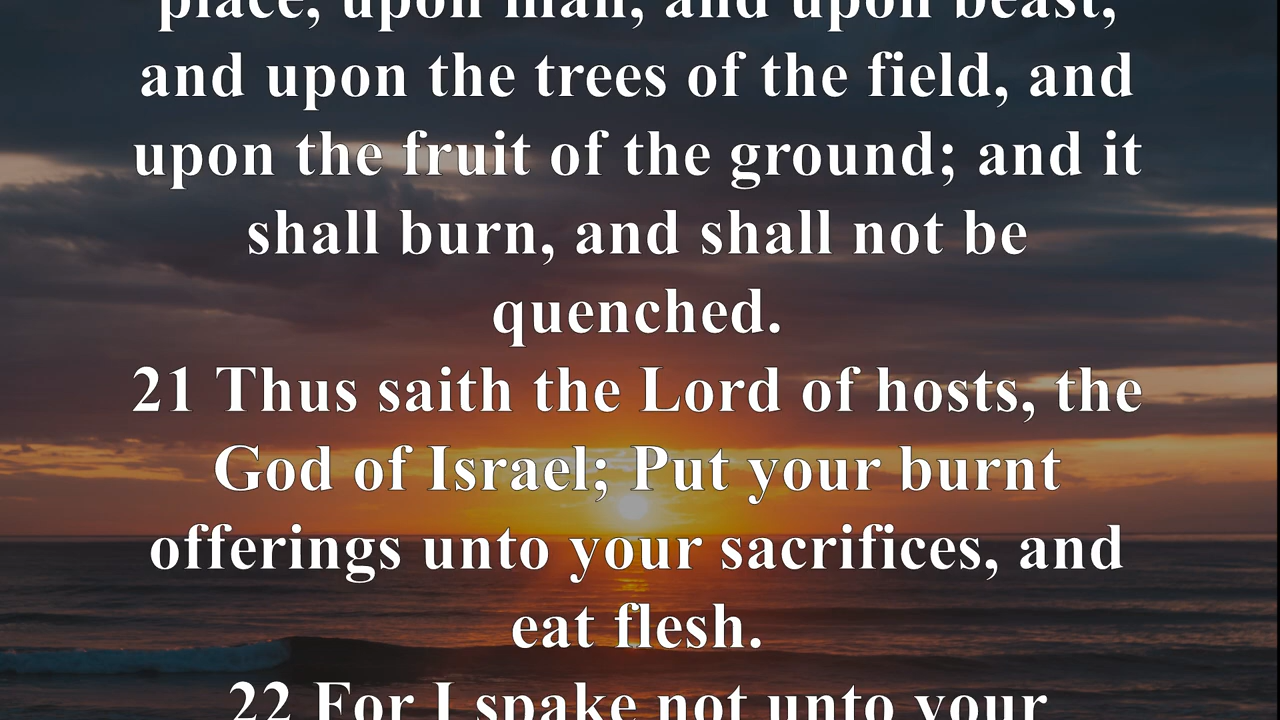 place, upon man, and upon beast,
and upon the trees of the field, and
upon the fruit of the ground; and it
shall burn, and shall not be
quenched.
21 Thus saith the Lord of hosts, the
God of Israel; Put your burnt
offerings unto your sacrifices, and
eat flesh.
22 For I spake not unto your